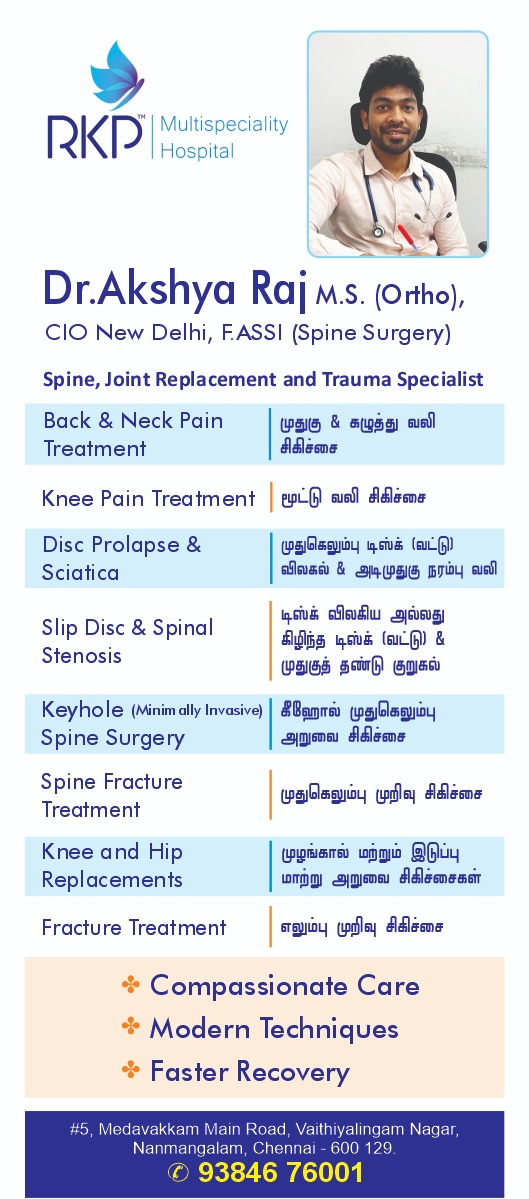 RKP™ | Multispeciality
Hospital
Dr.Akshya Raj M.S. (Ortho),
CIO New Delhi, F.ASSI (Spine Surgery)
Spine, Joint Replacement and Trauma Specialist
Back & Neck Pain
Treatment
முதுகு & கழுத்து வலி
சிகிச்சை
Knee Pain Treatment
மூட்டு வலி சிகிச்சை
Disc Prolapse &
Sciatica
முதுகெலும்பு டிஸ்க் (வட்டு)
விலகல் & அடிமுதுகு நரம்பு வலி
Slip Disc & Spinal
Stenosis
டிஸ்க் விலகிய அல்லது
கிழிந்த டிஸ்க் (வட்டு) &
முதுகுத் தண்டு குறுகல்
Keyhole (Minimally Invasive)
Spine Surgery
கீஹோல் முதுகெலும்பு
அறுவை சிகிச்சை
Spine Fracture
Treatment
முதுகெலும்பு முறிவு சிகிச்சை
Knee and Hip
Replacements
முழங்கால் மற்றும் இடுப்பு
மாற்று அறுவை சிகிச்சைகள்
Fracture Treatment
எலும்பு முறிவு சிகிச்சை
Compassionate Care
Modern Techniques
Faster Recovery
#5, Medavakkam Main Road, Vaithiyalingam Nagar,
Nanmangalam, Chennai - 600 129.
✆ 93846 76001